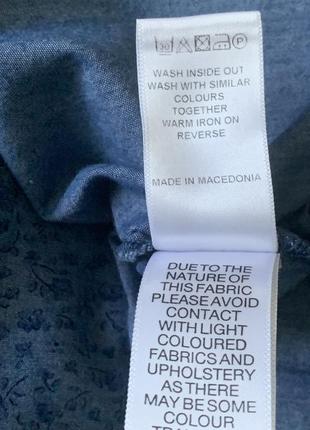 30 P
WASH INSIDE OUT
WASH WITH SIMILAR
COLOURS
TOGETHER
WARM IRON ON
REVERSE
MADE IN MACEDONIA
DUE TO THE
NATURE OF
THIS FABRIC
PLEASE AVOID
CONTACT
WITH LIGHT
COLOURED
FABRICS AND
UPHOLSTERY
AS THERE
MAY BE SOME
COLOUR